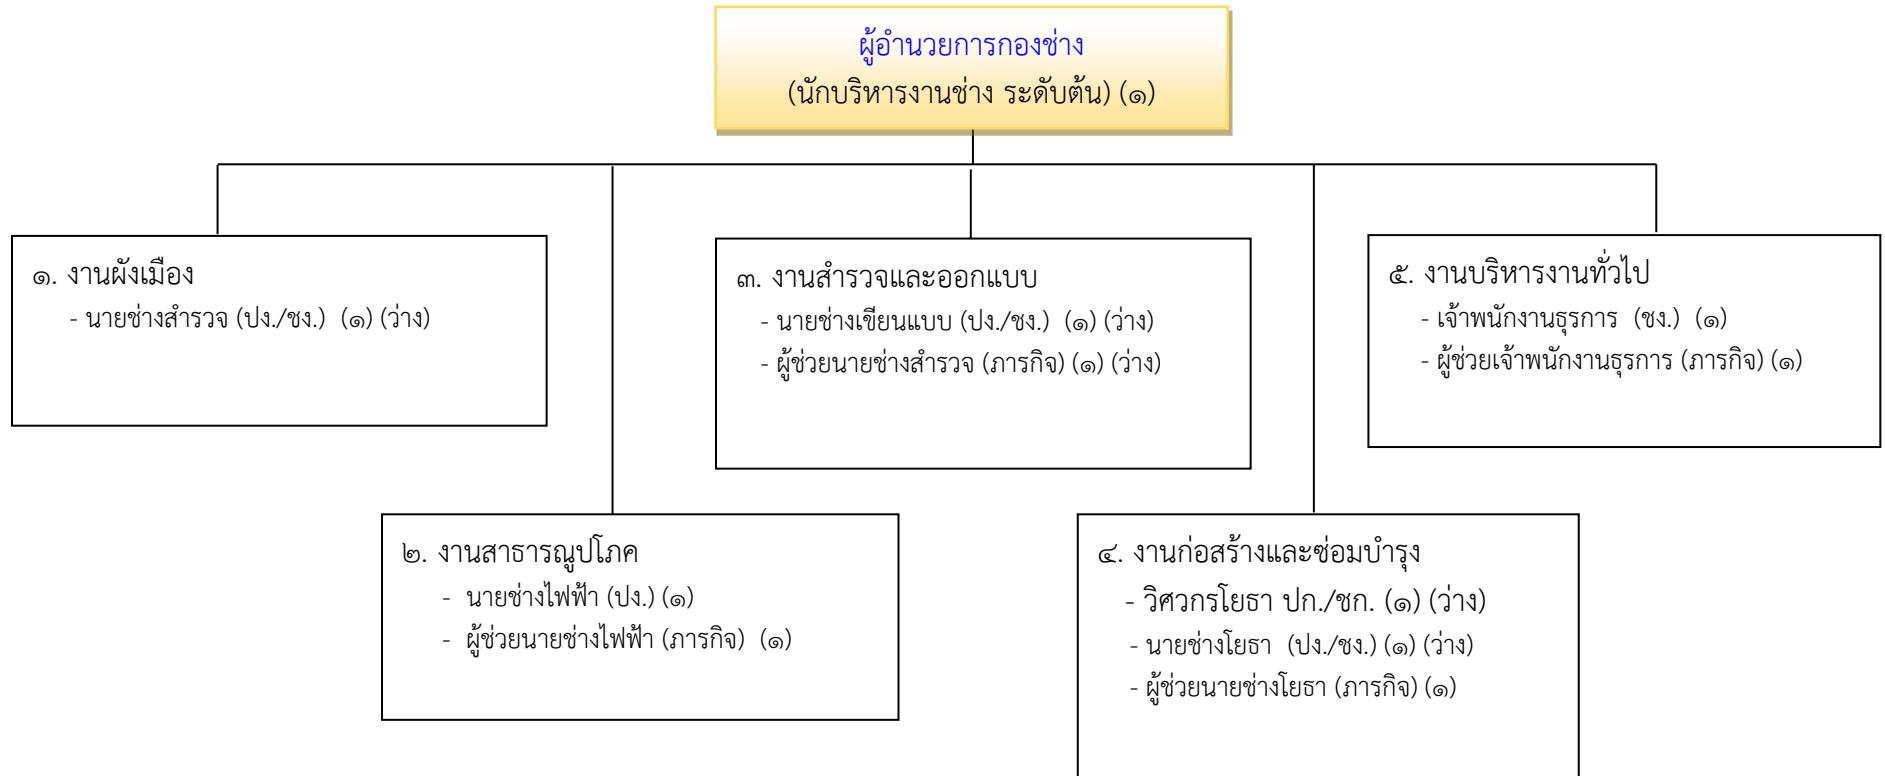 ผู้อำนวยการกองช่าง
(นักบริหารงานช่าง ระดับต้น) (๑)
๑. งานผังเมือง
- นายช่างสำรวจ (ปง./ชง.) (๑) (ว่าง)
๒. งานสาธารณูปโภค
- นายช่างไฟฟ้า (ปง.) (๑)
- ผู้ช่วยนายช่างไฟฟ้า (ภารกิจ) (๑)
๓. งานสำรวจและออกแบบ
- นายช่างเขียนแบบ (ปง./ชง.) (๑) (ว่าง)
- ผู้ช่วยนายช่างสำรวจ (ภารกิจ) (๑) (ว่าง)
๔. งานก่อสร้างและซ่อมบำรุง
- วิศวกรโยธา ปก./ชก. (๑) (ว่าง)
- นายช่างโยธา (ปง./ชง.) (๑) (ว่าง)
- ผู้ช่วยนายช่างโยธา (ภารกิจ) (๑)
๕. งานบริหารงานทั่วไป
- เจ้าพนักงานธุรการ (ชง.) (๑)
- ผู้ช่วยเจ้าพนักงานธุรการ (ภารกิจ) (๑)